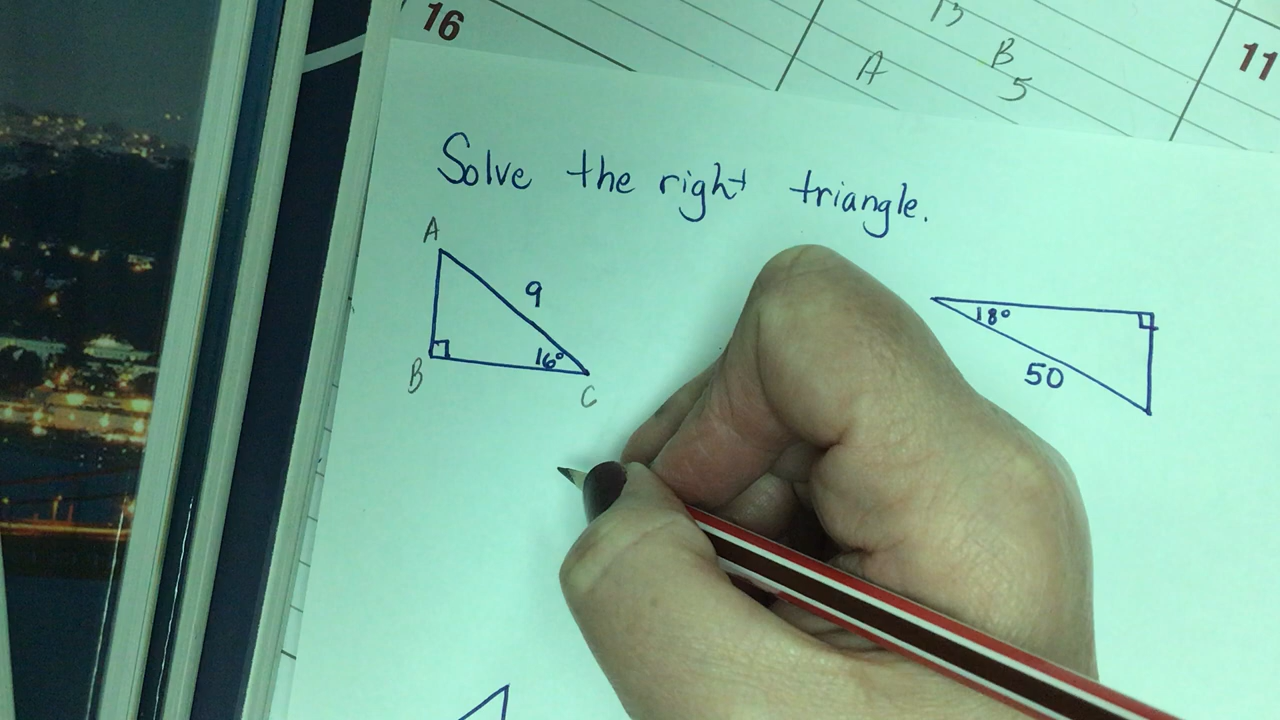 16
13
B
11
A
5
Solve the right triangle.
A
9
18°
16°
50
B
C